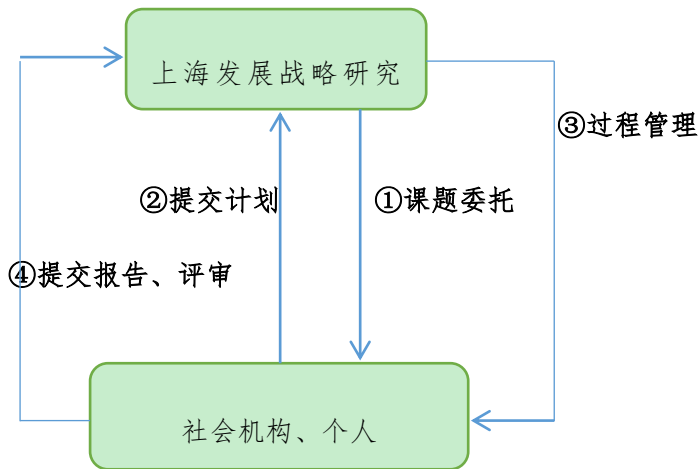 上海发展战略研究
③过程管理
②提交计划
①课题委托
④提交报告、评审
社会机构、个人